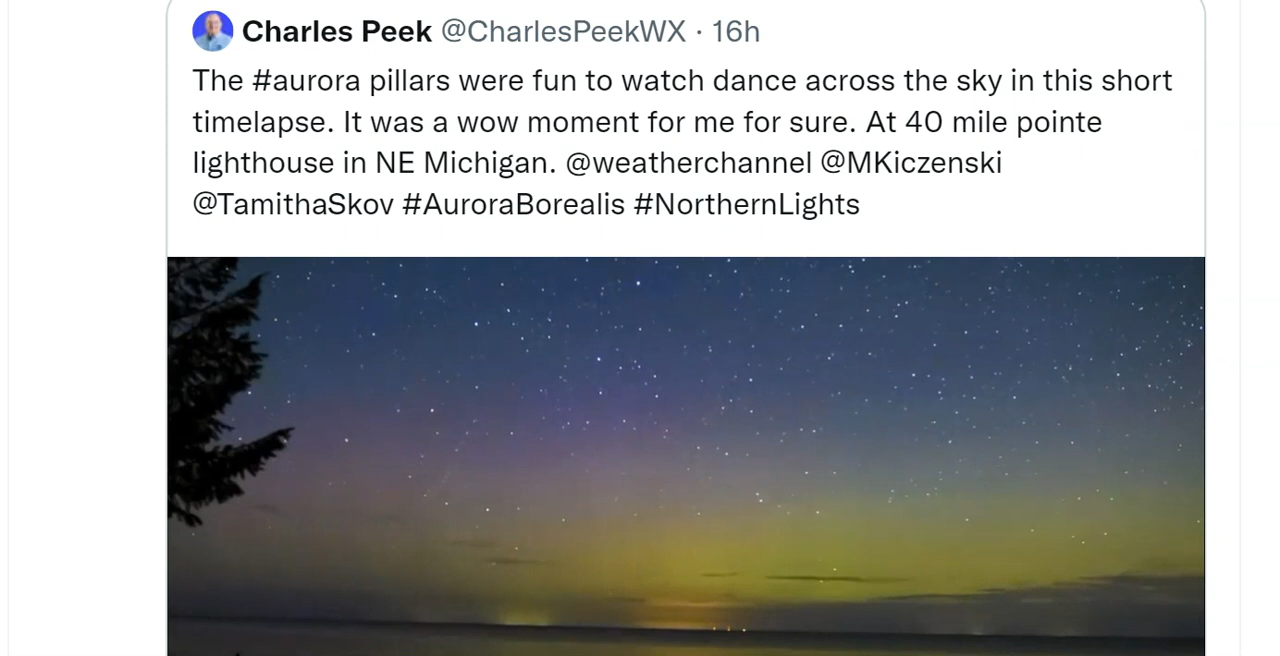 Charles Peek @CharlesPeekWX · 16h
The #aurora pillars were fun to watch dance across the sky in this short
timelapse. It was a wow moment for me for sure. At 40 mile pointe
lighthouse in NE Michigan. @weatherchannel @MKiczenski
@TamithaSkov #AuroraBorealis #NorthernLights